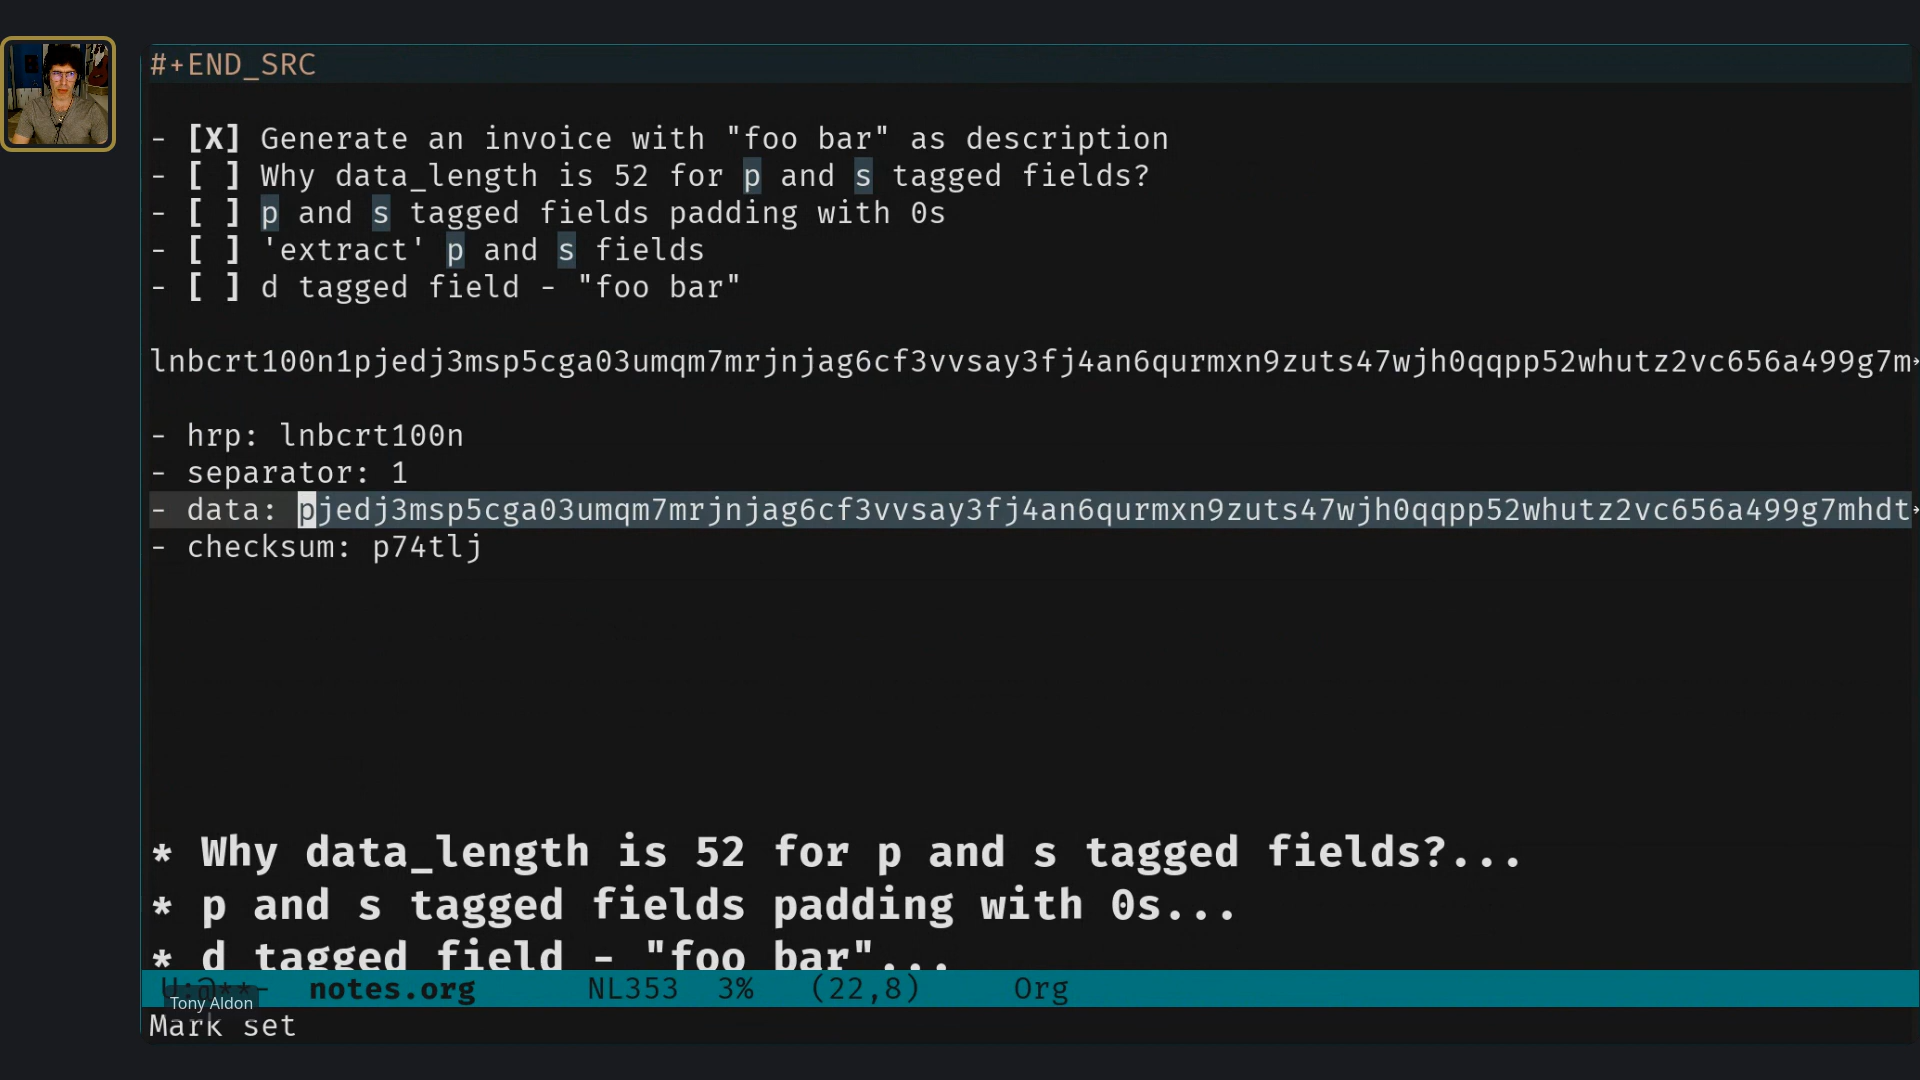 #+END_SRC
- [X] Generate an invoice with "foo bar" as description
- [ ] Why data_length is 52 for p and s tagged fields?
- [ ] p and s tagged fields padding with 0s
- [ ] 'extract' p and s fields
- [ ] d tagged field - "foo bar"
lnbcrt100n1pjedj3msp5cga03umqm7mrjnjag6cf3vvsay3fj4an6qurmxn9zuts47wjh0qqpp52whutz2vc656a499g7m
- hrp: lnbcrt100n
- separator: 1
- data: pjedj3msp5cga03umqm7mrjnjag6cf3vvsay3fj4an6qurmxn9zuts47wjh0qqpp52whutz2vc656a499g7mhdt
- checksum: p74tlj
* Why data_length is 52 for p and s tagged fields?...
* p and s tagged fields padding with 0s...
* d tagged field - "foo bar"...
U:@**- notes.org NL353 3% (22,8) Org
Tony Aldon
Mark set